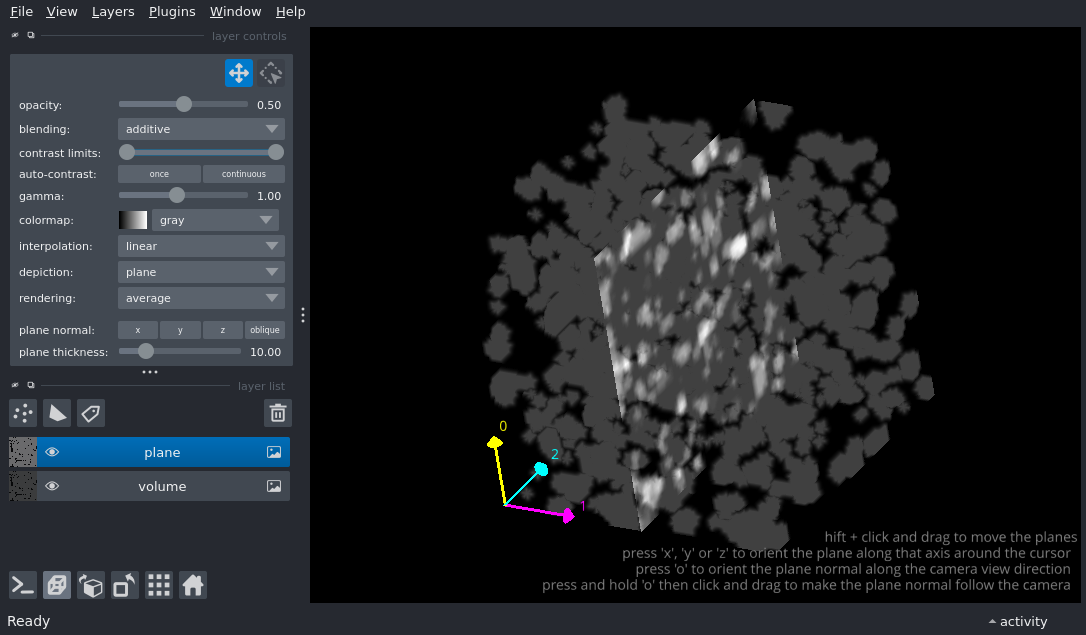 File View Layers Plugins Window Help
layer controls
opacity: 0.50
blending: additive
contrast limits:
auto-contrast: once continuous
gamma: 1.00
colormap: gray
interpolation: linear
depiction: plane
rendering: average
plane normal: x y z oblique
plane thickness: 10.00
layer list
plane
volume
0
2
1
hift + click and drag to move the planes
press 'x', 'y' or 'z' to orient the plane along that axis around the cursor
press 'o' to orient the plane normal along the camera view direction
press and hold 'o' then click and drag to make the plane normal follow the camera
Ready
activity